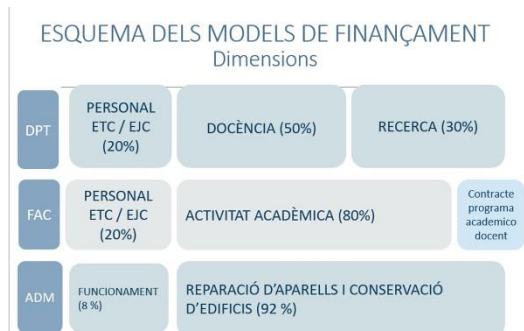 ESQUEMA DELS MODELS DE FINANÇAMENT
Dimensions
DPT
PERSONAL
ETC / EJC
(20%)
DOCÈNCIA (50%)
RECERCA (30%)
FAC
PERSONAL
ETC / EJC
(20%)
ACTIVITAT ACADÈMICA (80%)
Contracte
programa
academico
docent
ADM
FUNCIONAMENT
(8 %)
REPARACIÓ D'APARELLS I CONSERVACIÓ
D'EDIFICIS (92 %)